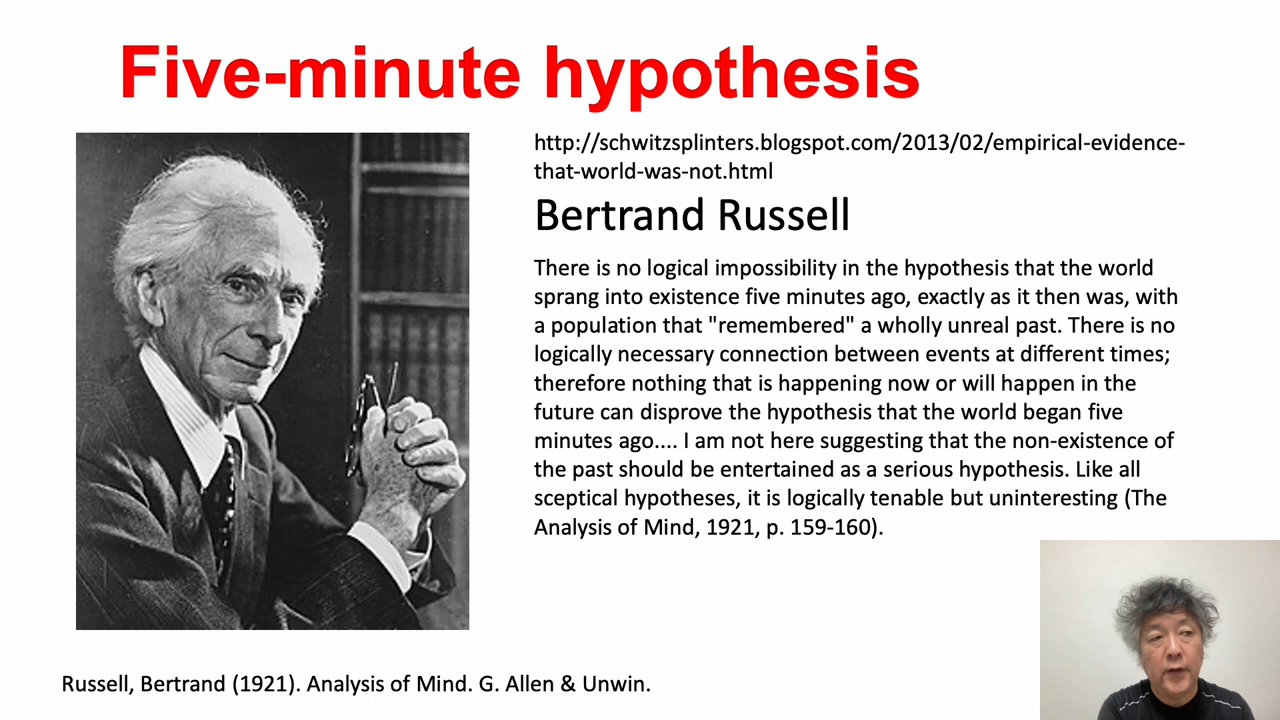 Five-minute hypothesis
http://schwitzsplinters.blogspot.com/2013/02/empirical-evidence-
that-world-was-not.html
Bertrand Russell
There is no logical impossibility in the hypothesis that the world
sprang into existence five minutes ago, exactly as it then was, with
a population that "remembered" a wholly unreal past. There is no
logically necessary connection between events at different times;
therefore nothing that is happening now or will happen in the
future can disprove the hypothesis that the world began five
minutes ago.... I am not here suggesting that the non-existence of
the past should be entertained as a serious hypothesis. Like all
sceptical hypotheses, it is logically tenable but uninteresting (The
Analysis of Mind, 1921, p. 159-160).
Russell, Bertrand (1921). Analysis of Mind. G. Allen & Unwin.